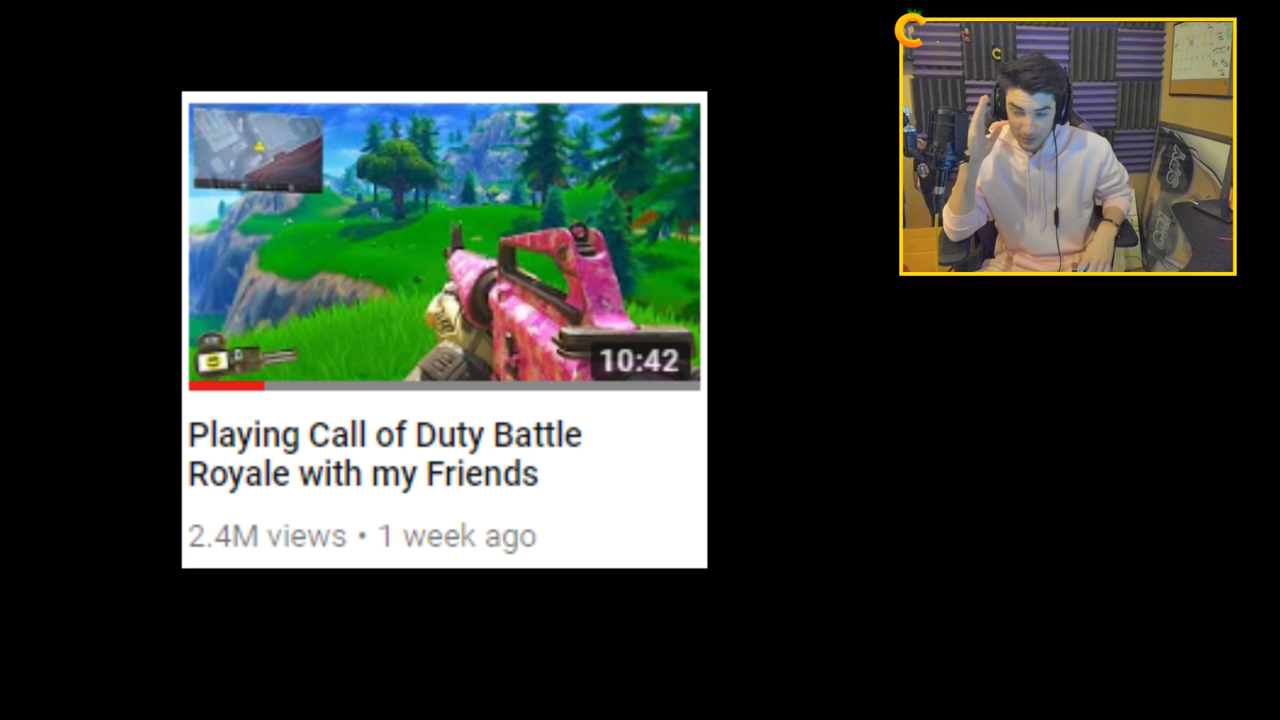 10:42
Playing Call of Duty Battle
Royale with my Friends
2.4M views • 1 week ago